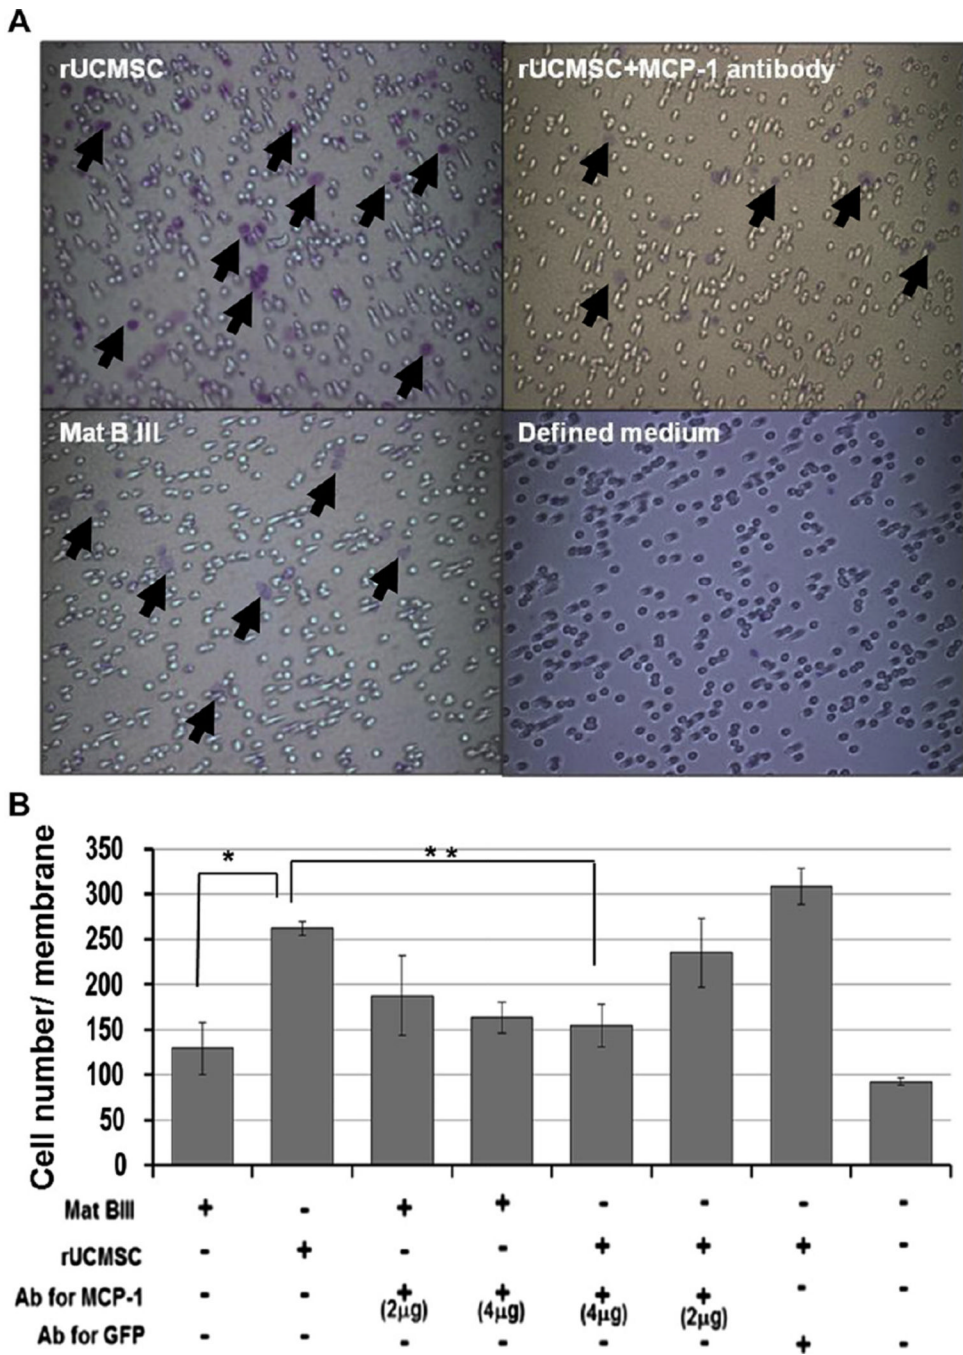 A
rUCMSC
rUCMSC+MCP-1 antibody
Mat B III
Defined medium
B
Cell number/ membrane
350
300
250
200
150
100
50
0
*
* *
Mat BIII + - + + - - - -
rUCMSC - + - - + + + -
Ab for MCP-1 - - + + + + - -
(2µg) (4µg) (4µg) (2µg)
Ab for GFP - - - - - - + -